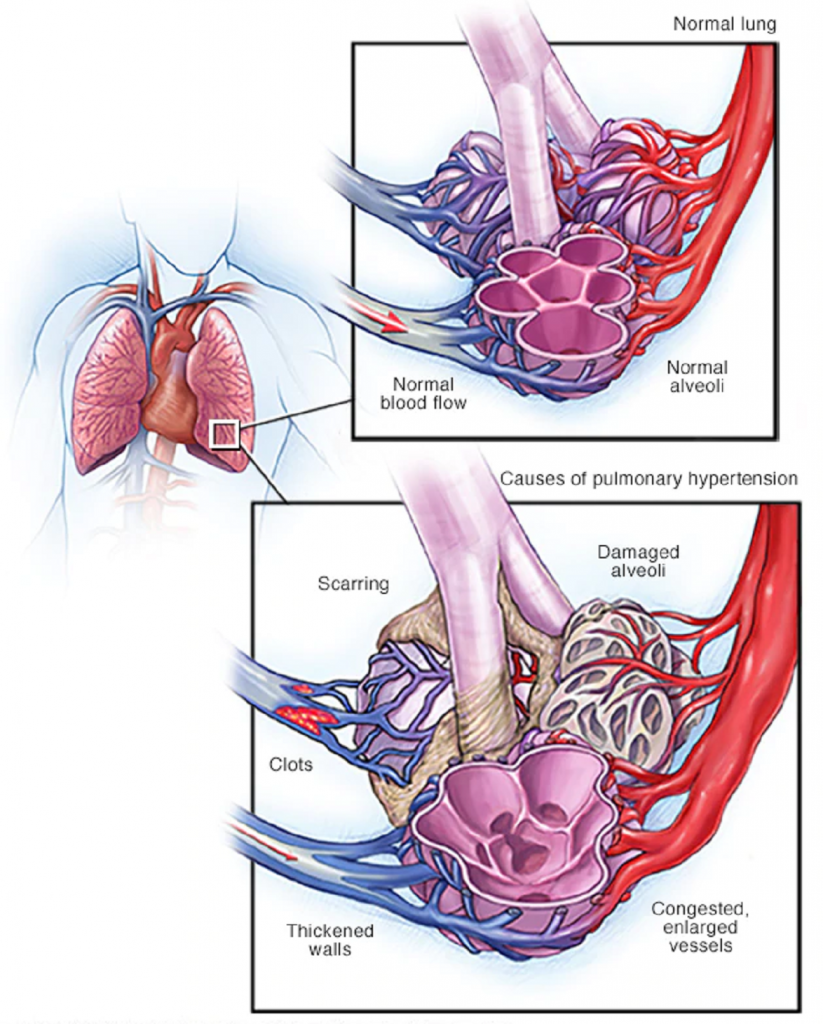 Normal lung
Normal
blood flow
Normal
alveoli
Causes of pulmonary hypertension
Scarring
Damaged
alveoli
Clots
Thickened
walls
Congested,
enlarged
vessels